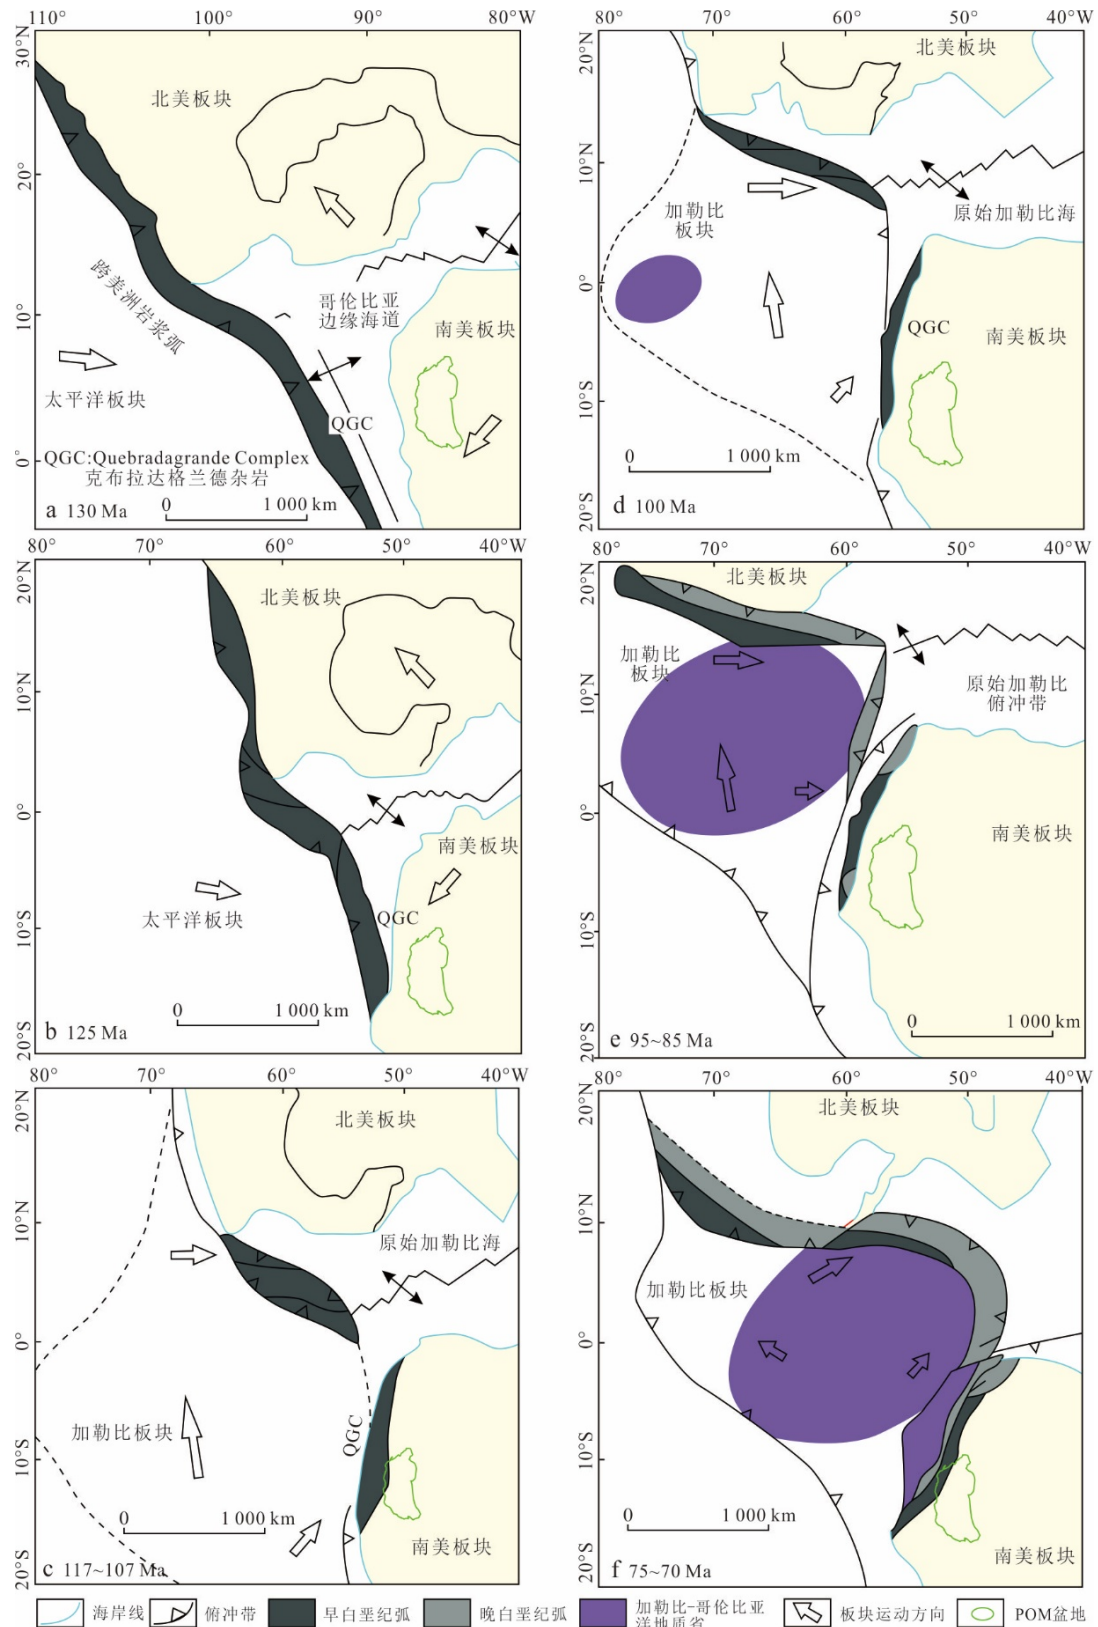 110°
100°
90°
80°W
30°N
20°
10°
0°
北美板块
跨美洲岩浆弧
哥伦比亚
边缘海道
南美板块
太平洋板块
QGC
QGC:Quebradagrande Complex
克布拉达格兰德杂岩
0
1 000 km
a 130 Ma
80°
70°
60°
50°
40°W
20°N
10°N
0°
10°S
20°S
北美板块
南美板块
QGC
太平洋板块
0
1 000 km
b 125 Ma
80°
70°
60°
50°
40°W
20°N
10°N
0°
10°S
20°S
北美板块
原始加勒比海
QGC
加勒比板块
0
1 000 km
南美板块
c 117~107 Ma
80°
70°
60°
50°
40°W
20°N
10°N
0°
10°S
20°S
北美板块
加勒比
板块
原始加勒比海
QGC
南美板块
0
1 000 km
d 100 Ma
80°
70°
60°
50°
40°W
20°N
10°N
0°
10°S
20°S
北美板块
加勒比
板块
原始加勒比
俯冲带
南美板块
0
1 000 km
e 95~85 Ma
80°
70°
60°
50°
40°W
20°N
10°N
0°
10°S
20°S
北美板块
加勒比板块
0
1 000 km
南美板块
f 75~70 Ma
海岸线
俯冲带
早白垩纪弧
晚白垩纪弧
加勒比-哥伦比亚
洋地质省
板块运动方向
POM盆地